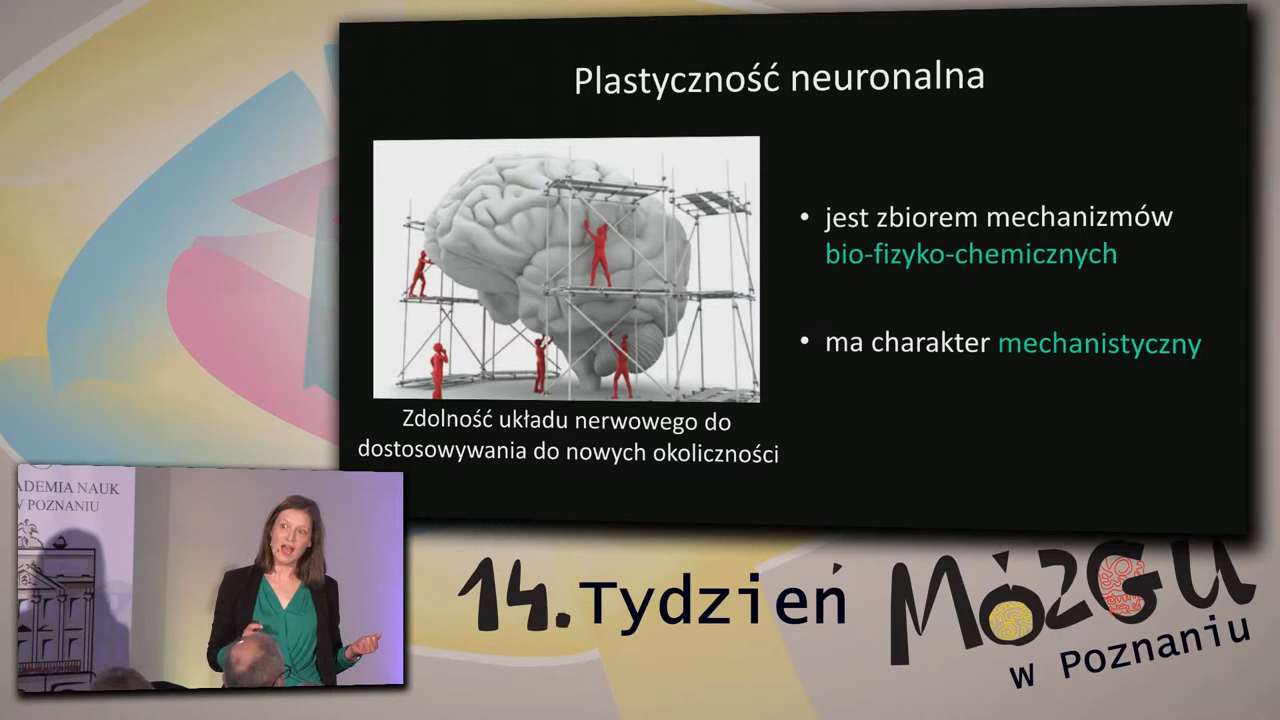 Plastyczność neuronalna
• jest zbiorem mechanizmów
bio-fizyko-chemicznych
• ma charakter mechanistyczny
Zdolność układu nerwowego do
dostosowywania do nowych okoliczności
ADEMIA NAUK
W POZNANIU
14. Tydzień MÓZGU
w Poznaniu